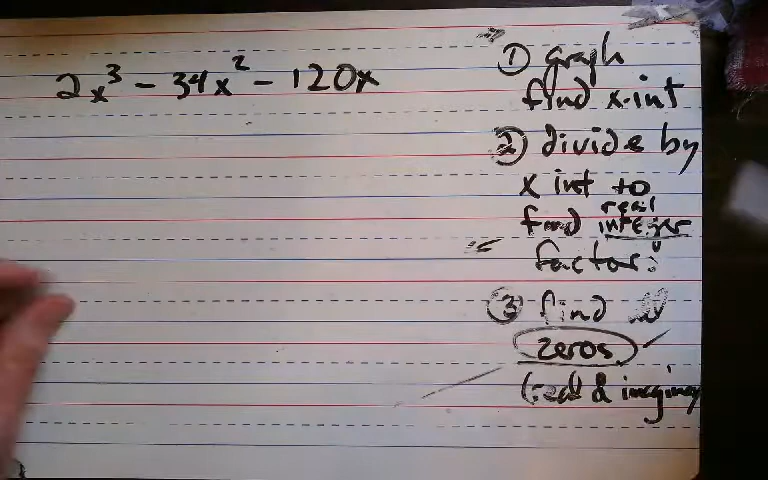 2x³ - 34x² - 120x
① graph
find x-int
② divide by
x int to
real
find integer
factors
③ find all
zeros
(real & imaginary